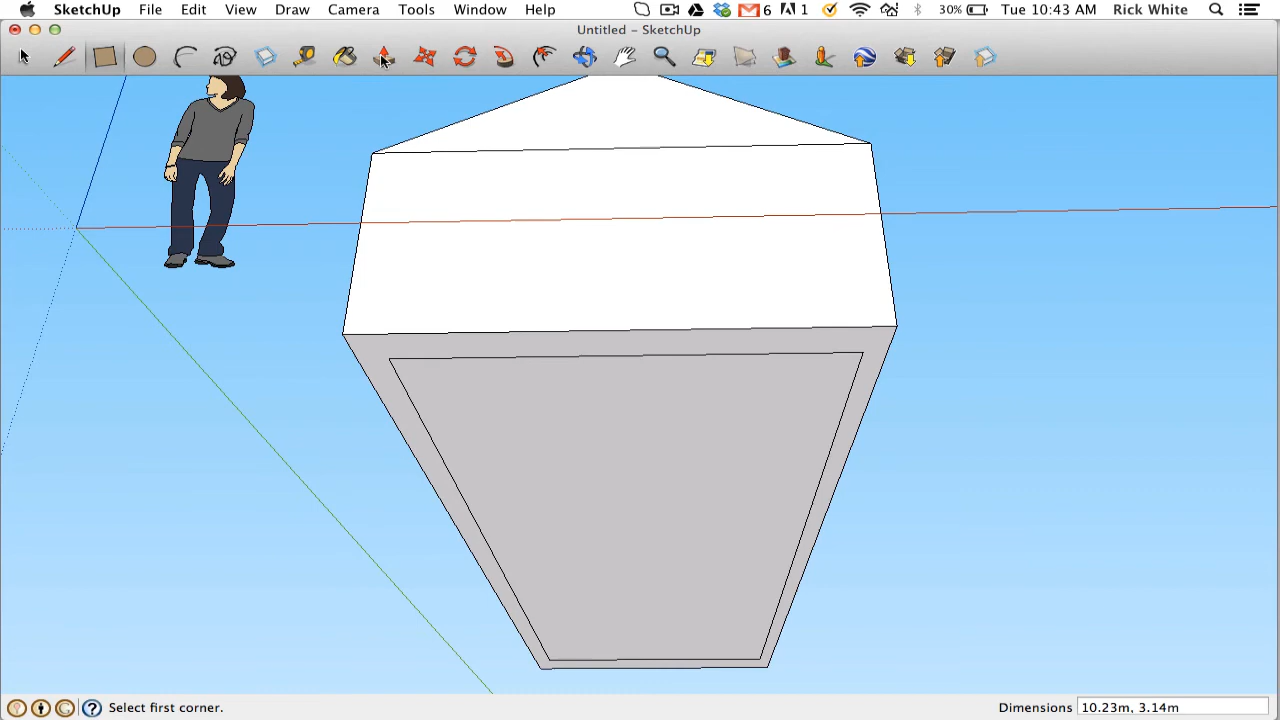 SketchUp File Edit View Draw Camera Tools Window Help 6 1 30% Tue 10:43 AM Rick White
Untitled – SketchUp
Select first corner. Dimensions 10.23m, 3.14m